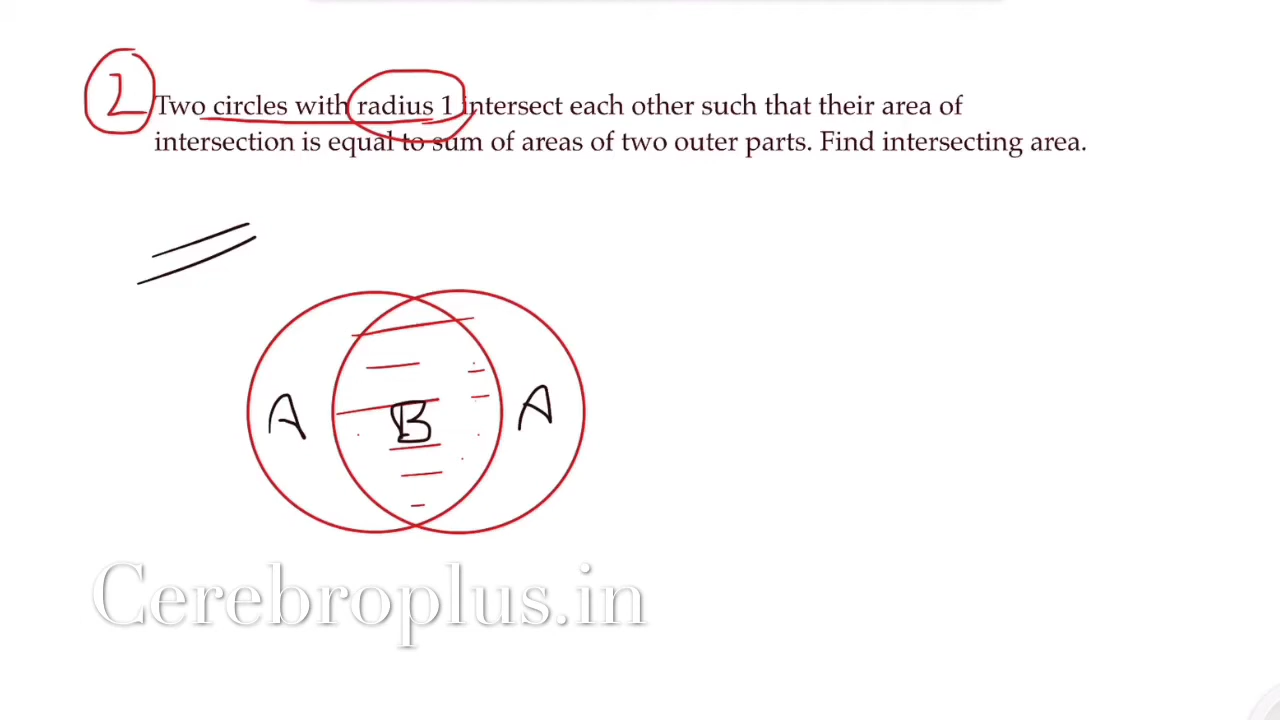 2
Two circles with radius 1 intersect each other such that their area of
intersection is equal to sum of areas of two outer parts. Find intersecting area.
A B A
Cerebroplus.in